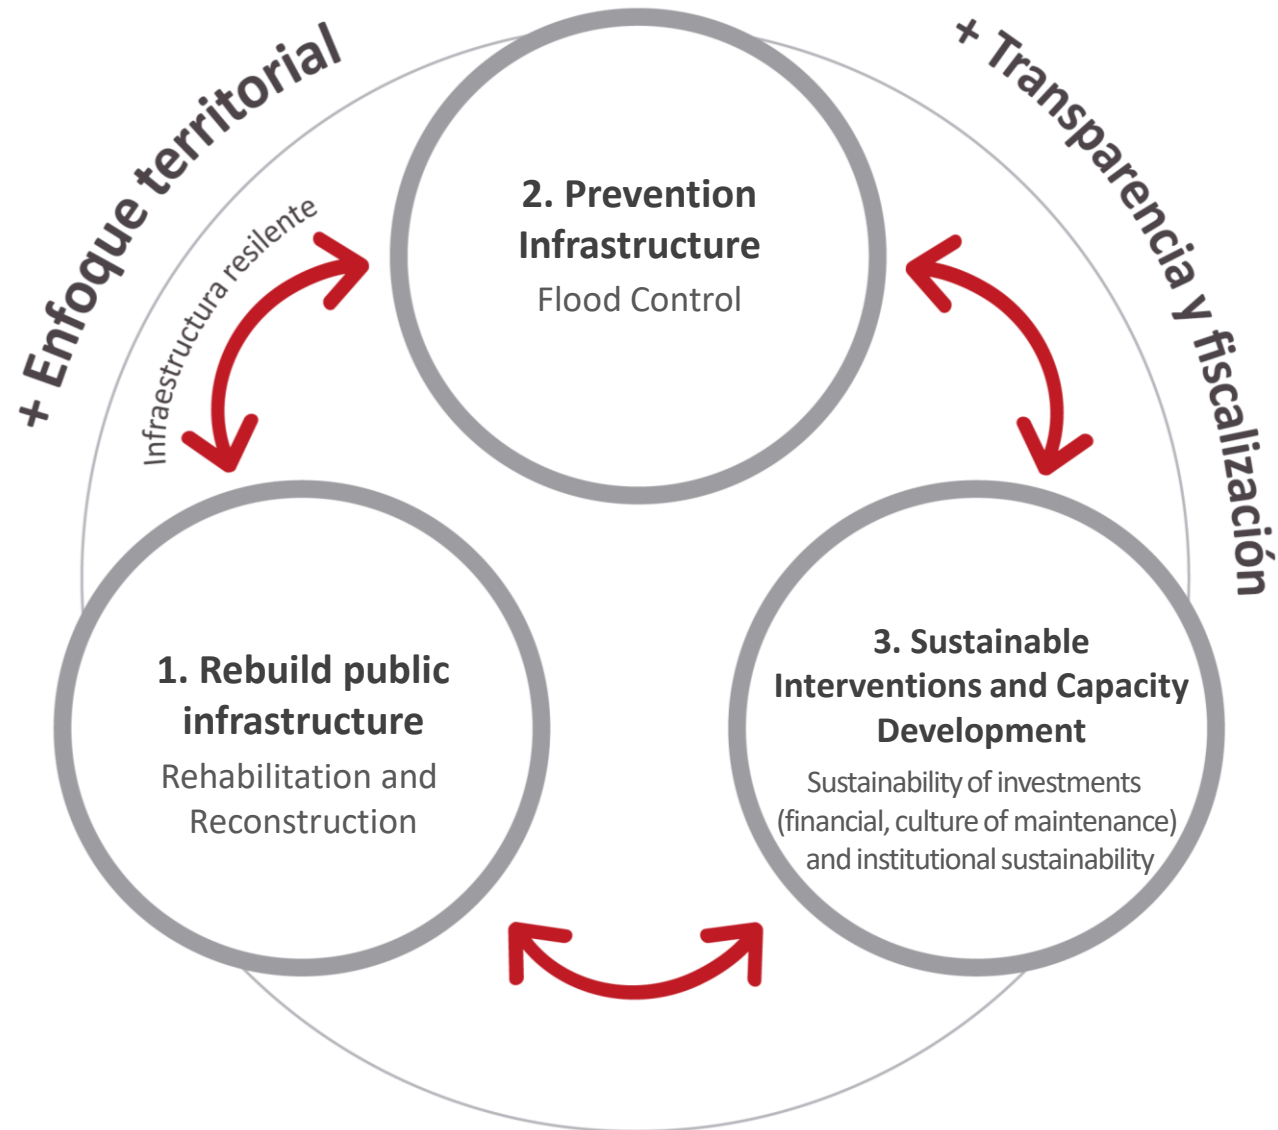 + Enfoque territorial
+ Transparencia y fiscalización
Infraestructura resilente
2. Prevention
Infrastructure
Flood Control
1. Rebuild public
infrastructure
Rehabilitation and
Reconstruction
3. Sustainable
Interventions and Capacity
Development
Sustainability of investments
(financial, culture of maintenance)
and institutional sustainability